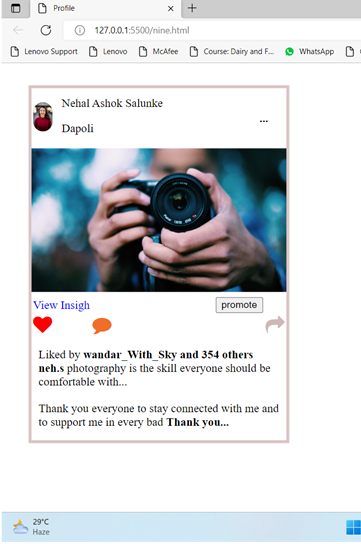 Profile
127.0.0.1:5500/nine.html
Lenovo Support Lenovo McAfee Course: Dairy and F... WhatsApp
Nehal Ashok Salunke
Dapoli
...
View Insigh promote
Liked by wandar_With_Sky and 354 others
neh.s photography is the skill everyone should be
comfortable with...
Thank you everyone to stay connected with me and
to support me in every bad Thank you...
29°C
Haze